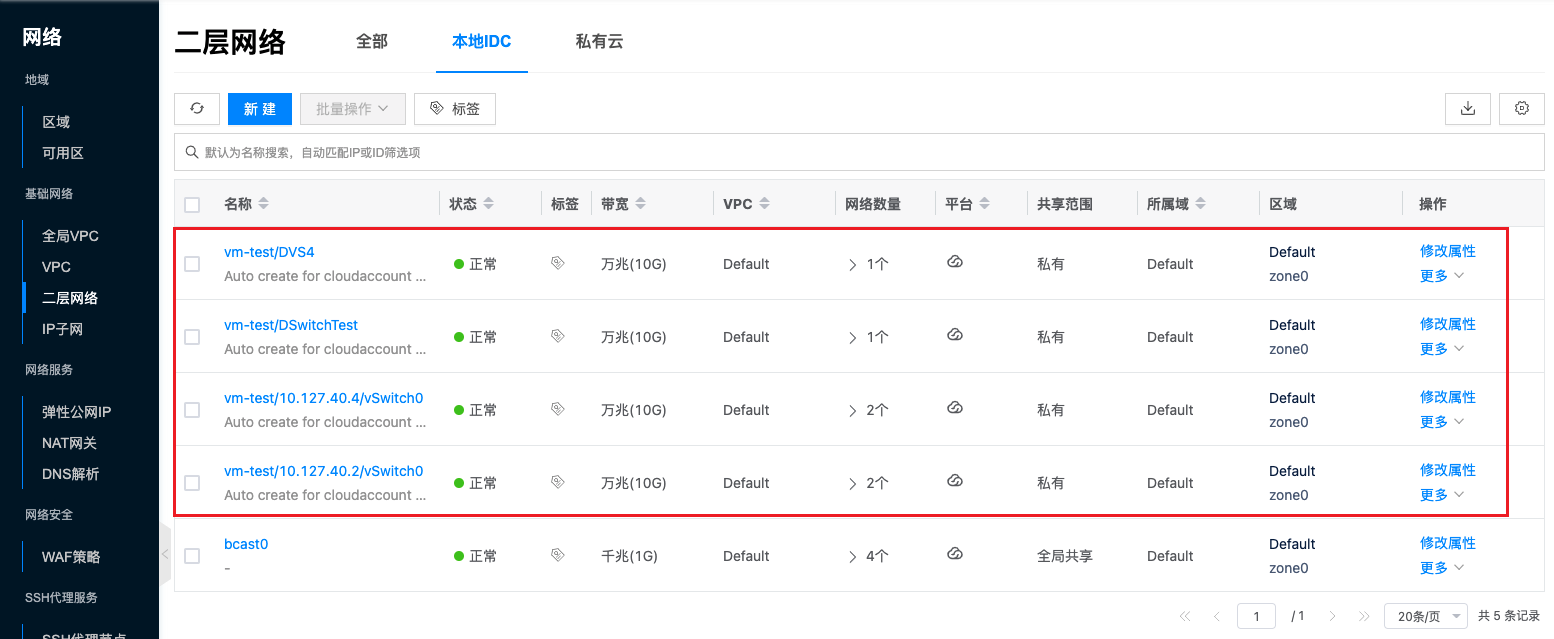 网络
地域
区域
可用区
基础网络
全局VPC
VPC
二层网络
IP子网
网络服务
弹性公网IP
NAT网关
DNS解析
网络安全
WAF策略
SSH代理服务
SSH代理节点
二层网络 全部 本地IDC 私有云
新建 批量操作 标签
默认为名称搜索，自动匹配IP或ID筛选项
名称 状态 标签 带宽 VPC 网络数量 平台 共享范围 所属域 区域 操作
vm-test/DVS4 Default 修改属性
正常 万兆(10G) Default 1个 私有 Default
Auto create for cloudaccount ... zone0 更多
vm-test/DSwitchTest Default 修改属性
正常 万兆(10G) Default 1个 私有 Default
Auto create for cloudaccount ... zone0 更多
vm-test/10.127.40.4/vSwitch0 Default 修改属性
正常 万兆(10G) Default 2个 私有 Default
Auto create for cloudaccount ... zone0 更多
vm-test/10.127.40.2/vSwitch0 Default 修改属性
正常 万兆(10G) Default 2个 私有 Default
Auto create for cloudaccount ... zone0 更多
bcast0 Default 修改属性
正常 千兆(1G) Default 4个 全局共享 Default
- zone0 更多
1 / 1 20条/页 共 5 条记录